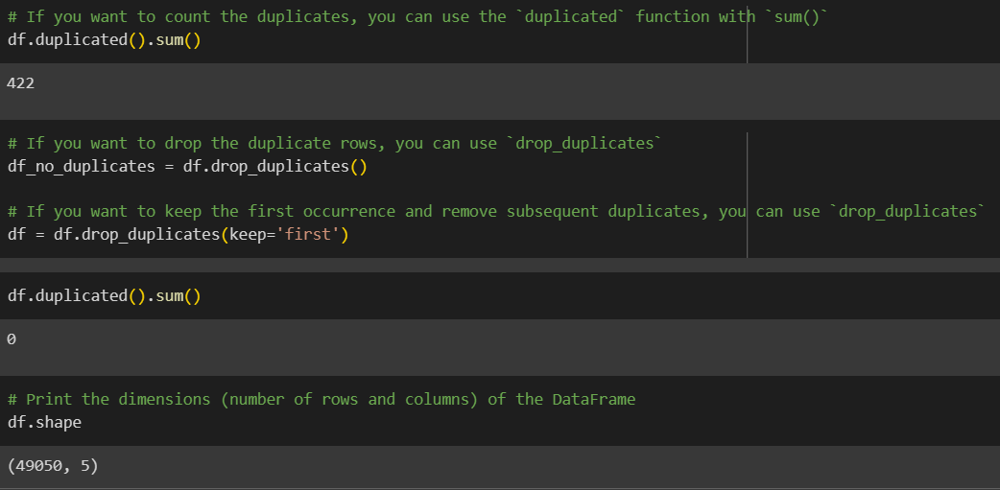 # If you want to count the duplicates, you can use the `duplicated` function with `sum()`
df.duplicated().sum()
422
# If you want to drop the duplicate rows, you can use `drop_duplicates`
df_no_duplicates = df.drop_duplicates()
# If you want to keep the first occurrence and remove subsequent duplicates, you can use `drop_duplicates`
df = df.drop_duplicates(keep='first')
df.duplicated().sum()
0
# Print the dimensions (number of rows and columns) of the DataFrame
df.shape
(49050, 5)